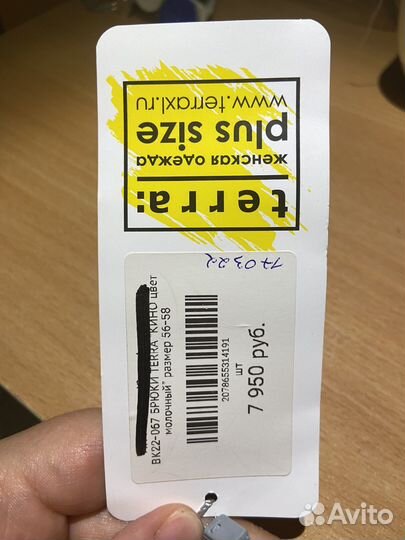 terra:
женская одежда
plus size
www.terraxl.ru
170322
ВК22-067 БРЮКИ TERRA "КИНО цвет
молочный" размер 56-58
2078655314191
шт
7 950 руб.
Avito